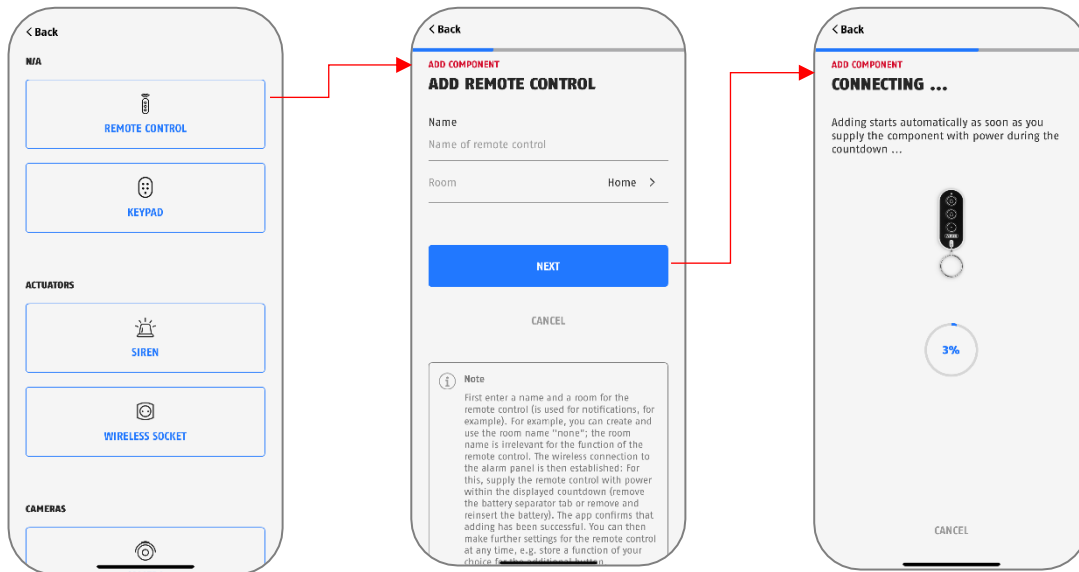 < Back
N/A
REMOTE CONTROL
KEYPAD
ACTUATORS
SIREN
WIRELESS SOCKET
CAMERAS
< Back
ADD COMPONENT
ADD REMOTE CONTROL
Name
Name of remote control
Room Home >
NEXT
CANCEL
Note
First enter a name and a room for the
remote control (is used for notifications, for
example). For example, you can create and
use the room name "none"; the room
name is irrelevant for the function of the
remote control. The wireless connection to
the alarm panel is then established: For
this, supply the remote control with power
within the displayed countdown (remove
the battery separator tab or remove and
reinsert the battery). The app confirms that
adding has been successful. You can then
make further settings for the remote control
at any time, e.g. store a function of your
choice for the additional button.
< Back
ADD COMPONENT
CONNECTING ...
Adding starts automatically as soon as you
supply the component with power during the
countdown ...
3%
CANCEL